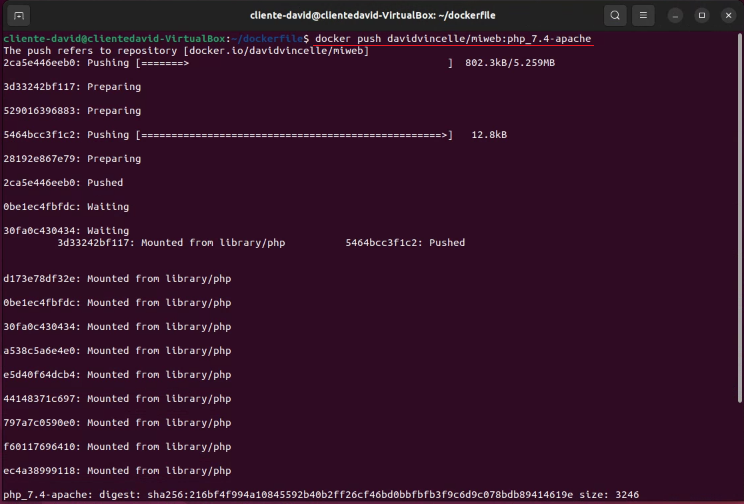 cliente-david@clientedavid-VirtualBox: ~/dockerfile
cliente-david@clientedavid-VirtualBox:~/dockerfile$ docker push davidvincelle/miweb:php_7.4-apache
The push refers to repository [docker.io/davidvincelle/miweb]
2ca5e446eeb0: Pushing [=======>                                           ]  802.3kB/5.259MB
3d33242bf117: Preparing
529016396883: Preparing
5464bcc3f1c2: Pushing [==================================================>]   12.8kB
28192e867e79: Preparing
2ca5e446eeb0: Pushed
0be1ec4fbfdc: Waiting
30fa0c430434: Waiting
3d33242bf117: Mounted from library/php          5464bcc3f1c2: Pushed
d173e78df32e: Mounted from library/php
0be1ec4fbfdc: Mounted from library/php
30fa0c430434: Mounted from library/php
a538c5a6e4e0: Mounted from library/php
e5d40f64dcb4: Mounted from library/php
44148371c697: Mounted from library/php
797a7c0590e0: Mounted from library/php
f60117696410: Mounted from library/php
ec4a38999118: Mounted from library/php
php_7.4-apache: digest: sha256:216bf4f994a10845592b40b2ff26cf46bd0bbfbfb3f9c6d9c078bdb89414619e size: 3246